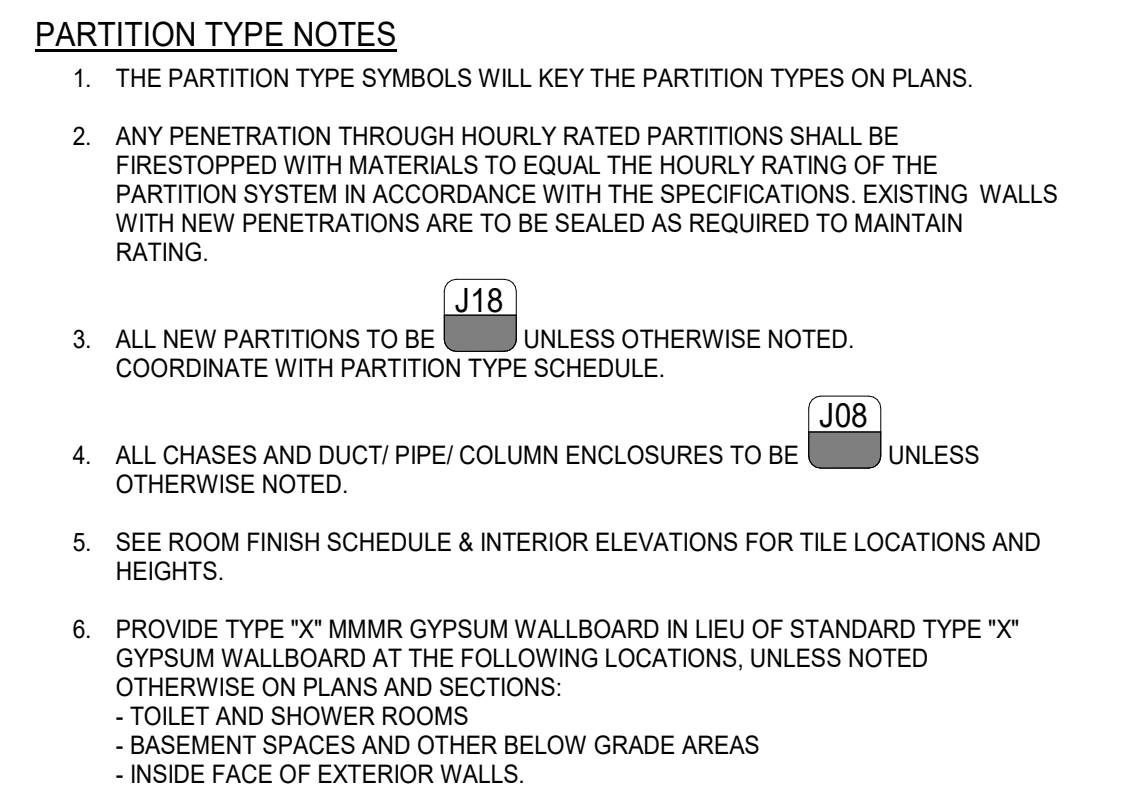 PARTITION TYPE NOTES
1. THE PARTITION TYPE SYMBOLS WILL KEY THE PARTITION TYPES ON PLANS.
2. ANY PENETRATION THROUGH HOURLY RATED PARTITIONS SHALL BE
FIRESTOPPED WITH MATERIALS TO EQUAL THE HOURLY RATING OF THE
PARTITION SYSTEM IN ACCORDANCE WITH THE SPECIFICATIONS. EXISTING WALLS
WITH NEW PENETRATIONS ARE TO BE SEALED AS REQUIRED TO MAINTAIN
RATING.
3. ALL NEW PARTITIONS TO BE J18 UNLESS OTHERWISE NOTED.
COORDINATE WITH PARTITION TYPE SCHEDULE.
4. ALL CHASES AND DUCT/ PIPE/ COLUMN ENCLOSURES TO BE J08 UNLESS
OTHERWISE NOTED.
5. SEE ROOM FINISH SCHEDULE & INTERIOR ELEVATIONS FOR TILE LOCATIONS AND
HEIGHTS.
6. PROVIDE TYPE "X" MMMR GYPSUM WALLBOARD IN LIEU OF STANDARD TYPE "X"
GYPSUM WALLBOARD AT THE FOLLOWING LOCATIONS, UNLESS NOTED
OTHERWISE ON PLANS AND SECTIONS:
- TOILET AND SHOWER ROOMS
- BASEMENT SPACES AND OTHER BELOW GRADE AREAS
- INSIDE FACE OF EXTERIOR WALLS.